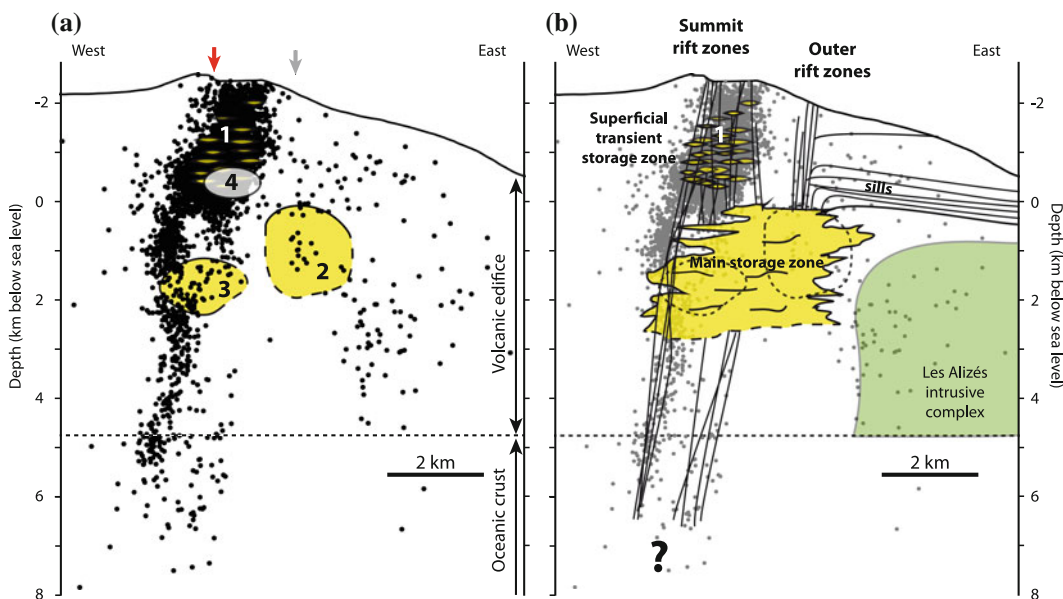 (a)
West
East
Depth (km below sea level)
-2
0
2
4
6
8
1
4
2
3
Volcanic edifice
Oceanic crust
2 km
(b)
West
Summit
rift zones
Outer
rift zones
East
Superficial
transient
storage zone
1
sills
Main storage zone
Les Alizés
intrusive
complex
2 km
?
-2
0
2
4
6
8
Depth (km below sea level)